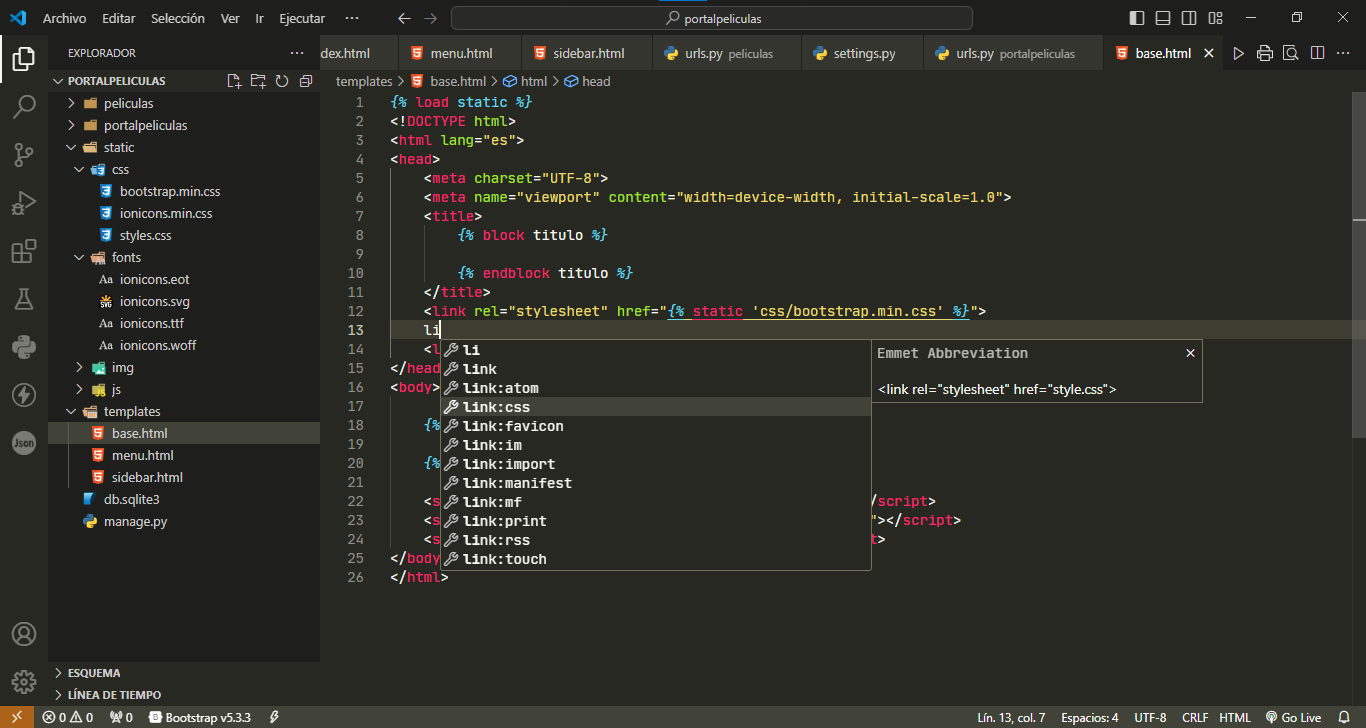 Archivo Editar Selección Ver Ir Ejecutar ··· portalpeliculas
EXPLORADOR ···
dex.html menu.html sidebar.html urls.py peliculas settings.py urls.py portalpeliculas base.html
PORTALPELICULAS
templates > base.html > html > head
peliculas
portalpeliculas
static
css
bootstrap.min.css
ionicons.min.css
styles.css
fonts
Aa ionicons.eot
SVG ionicons.svg
Aa ionicons.ttf
Aa ionicons.woff
img
js
templates
base.html
menu.html
sidebar.html
db.sqlite3
manage.py
Json
ESQUEMA
LÍNEA DE TIEMPO
1 {% load static %}
2 <!DOCTYPE html>
3 <html lang="es">
4 <head>
5 <meta charset="UTF-8">
6 <meta name="viewport" content="width=device-width, initial-scale=1.0">
7 <title>
8 {% block titulo %}
9
10 {% endblock titulo %}
11 </title>
12 <link rel="stylesheet" href="{% static 'css/bootstrap.min.css' %}">
13 li
14 <l
15 </head
16 <body>
17
18 {%
19
20 {%
21
22 <s /script>
23 <s "></script>
24 <s t>
25 </body
26 </html>
li
link
link:atom
link:css
link:favicon
link:im
link:import
link:manifest
link:mf
link:print
link:rss
link:touch
Emmet Abbreviation
<link rel="stylesheet" href="style.css">
0 0 0 Bootstrap v5.3.3 Lín. 13, col. 7 Espacios: 4 UTF-8 CRLF HTML Go Live